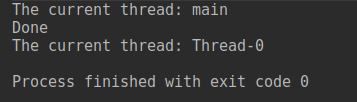 The current thread: main
Done
The current thread: Thread-0
Process finished with exit code 0